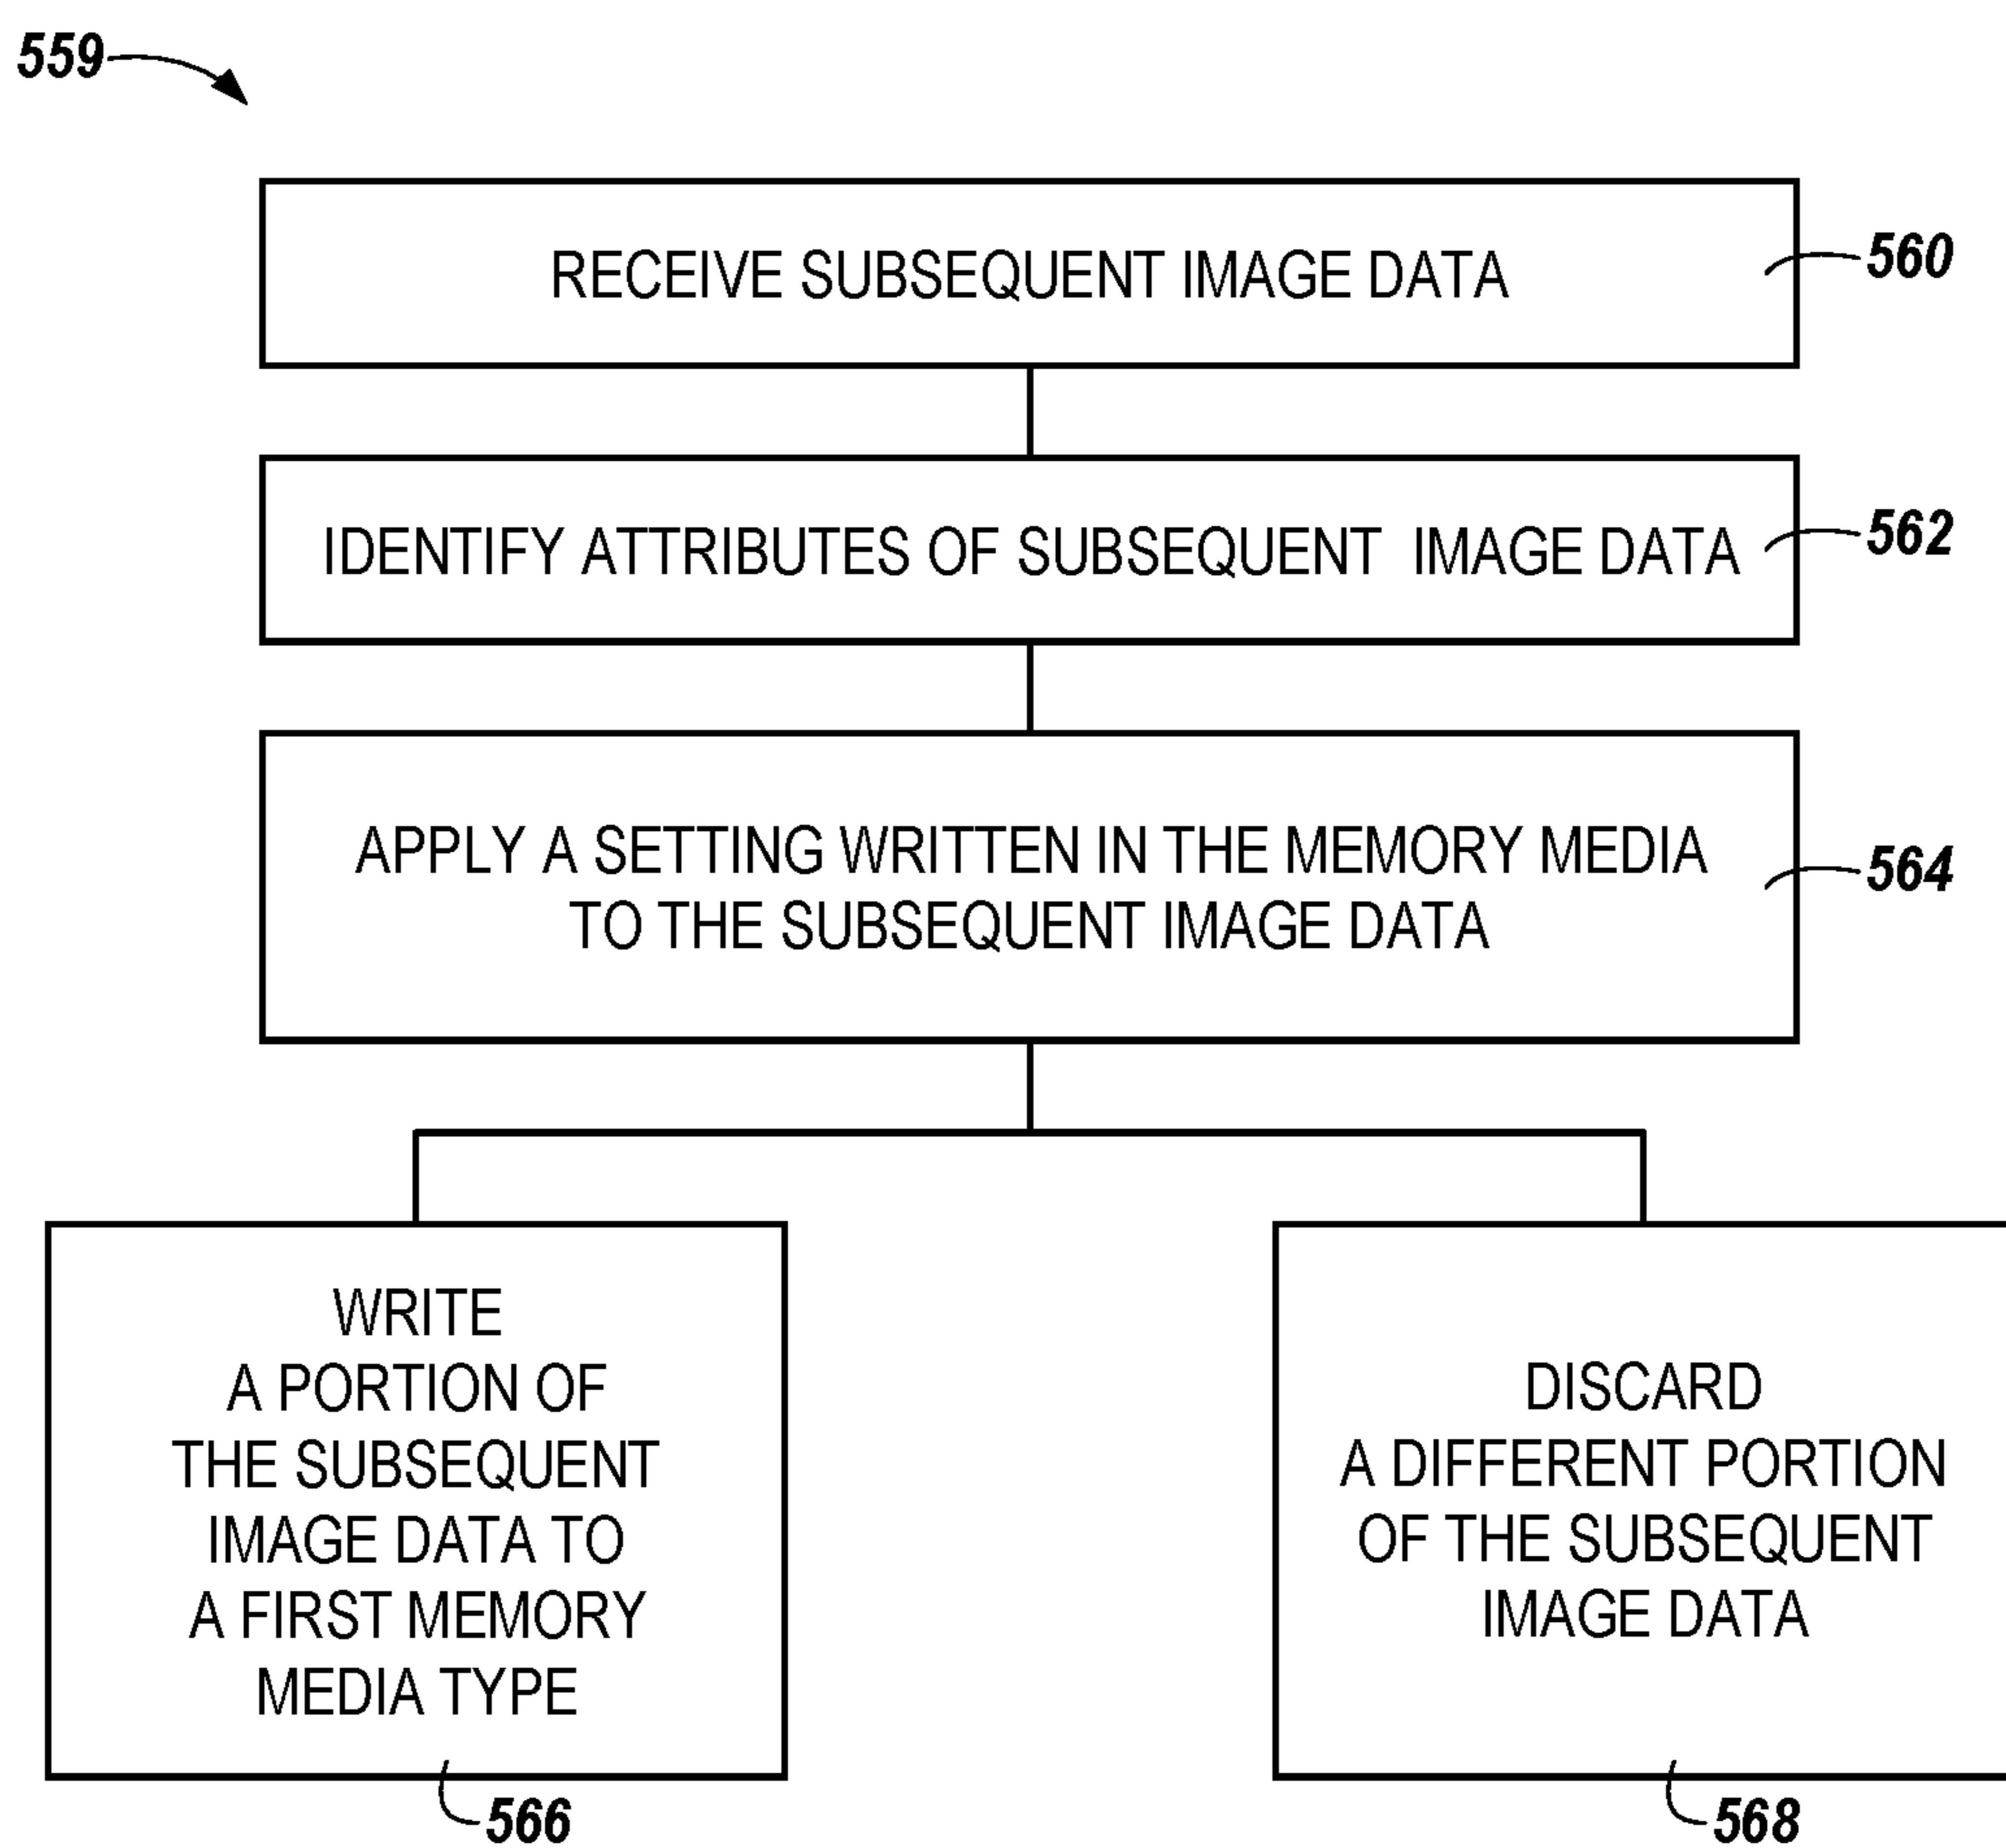 559
RECEIVE SUBSEQUENT IMAGE DATA
560
IDENTIFY ATTRIBUTES OF SUBSEQUENT IMAGE DATA
562
APPLY A SETTING WRITTEN IN THE MEMORY MEDIA
TO THE SUBSEQUENT IMAGE DATA
564
WRITE
A PORTION OF
THE SUBSEQUENT
IMAGE DATA TO
A FIRST MEMORY
MEDIA TYPE
566
DISCARD
A DIFFERENT PORTION
OF THE SUBSEQUENT
IMAGE DATA
568